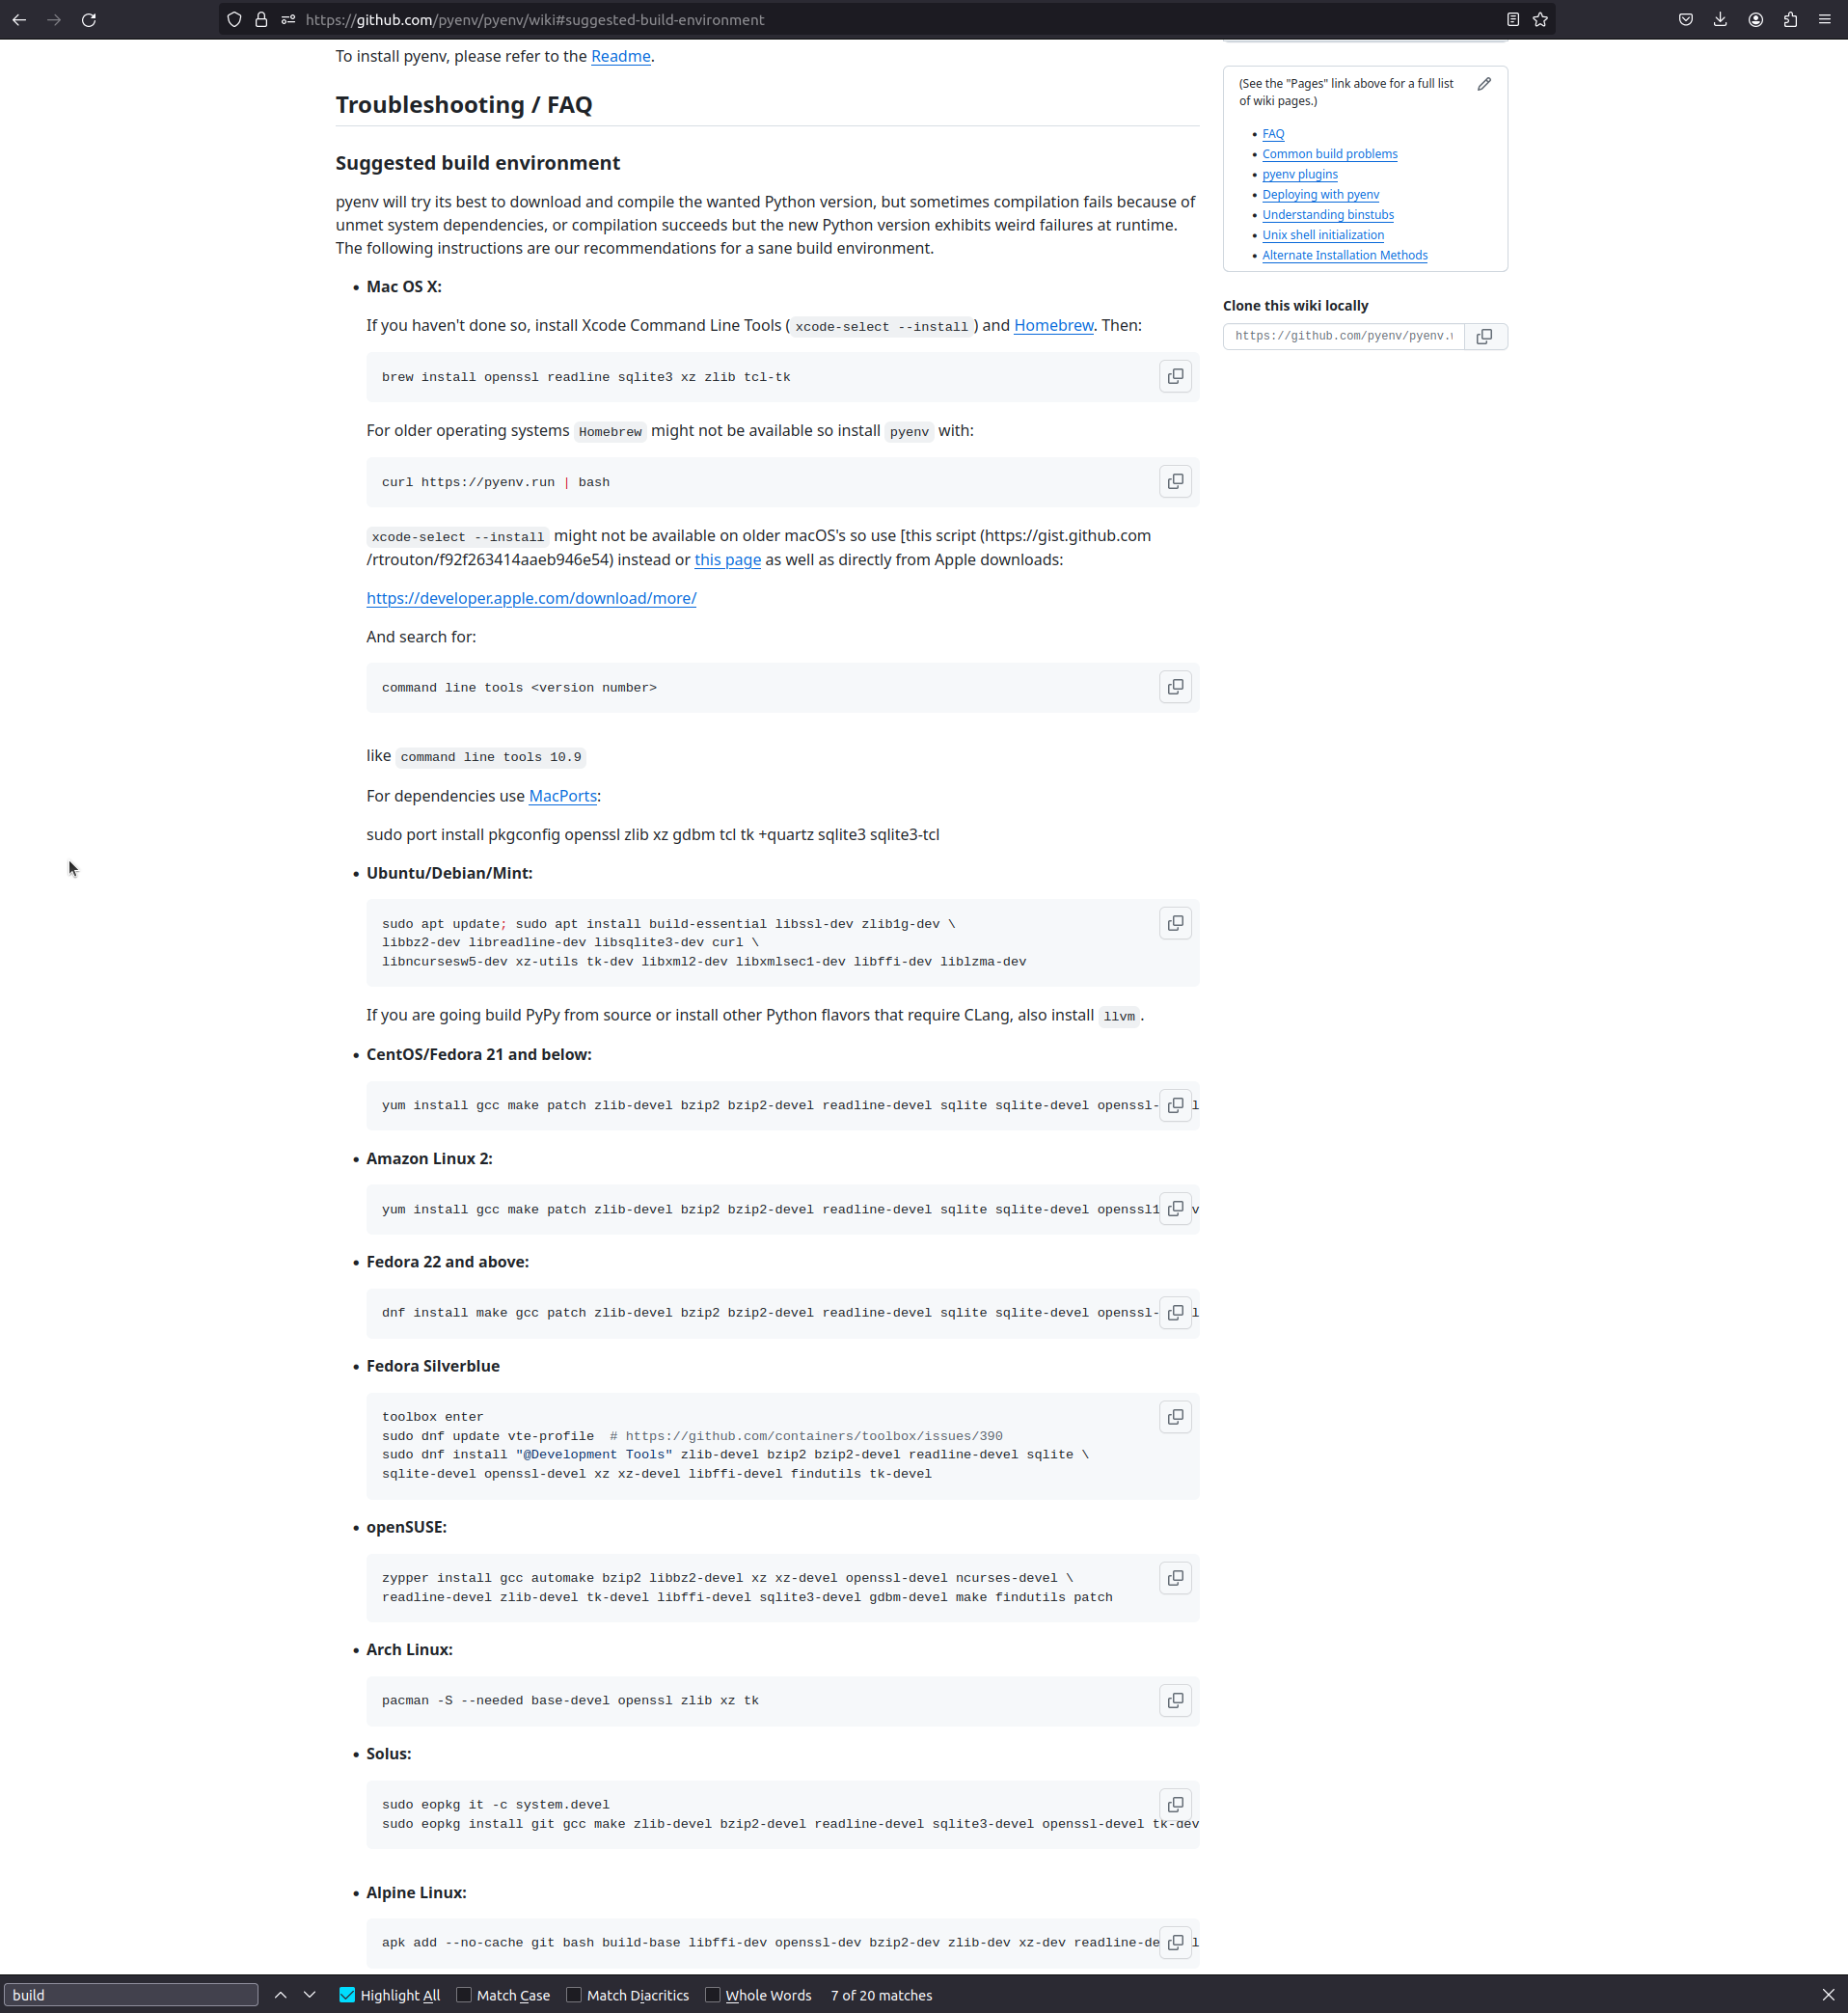 https://github.com/pyenv/pyenv/wiki#suggested-build-environment
To install pyenv, please refer to the Readme.
Troubleshooting / FAQ
Suggested build environment
pyenv will try its best to download and compile the wanted Python version, but sometimes compilation fails because of
unmet system dependencies, or compilation succeeds but the new Python version exhibits weird failures at runtime.
The following instructions are our recommendations for a sane build environment.
• Mac OS X:
If you haven't done so, install Xcode Command Line Tools ( xcode-select --install ) and Homebrew. Then:
brew install openssl readline sqlite3 xz zlib tcl-tk
For older operating systems Homebrew might not be available so install pyenv with:
curl https://pyenv.run | bash
xcode-select --install might not be available on older macOS's so use [this script (https://gist.github.com
/rtrouton/f92f263414aaeb946e54) instead or this page as well as directly from Apple downloads:
https://developer.apple.com/download/more/
And search for:
command line tools <version number>
like command line tools 10.9
For dependencies use MacPorts:
sudo port install pkgconfig openssl zlib xz gdbm tcl tk +quartz sqlite3 sqlite3-tcl
• Ubuntu/Debian/Mint:
sudo apt update; sudo apt install build-essential libssl-dev zlib1g-dev \
libbz2-dev libreadline-dev libsqlite3-dev curl \
libncursesw5-dev xz-utils tk-dev libxml2-dev libxmlsec1-dev libffi-dev liblzma-dev
If you are going build PyPy from source or install other Python flavors that require CLang, also install llvm .
• CentOS/Fedora 21 and below:
yum install gcc make patch zlib-devel bzip2 bzip2-devel readline-devel sqlite sqlite-devel openssl-
• Amazon Linux 2:
yum install gcc make patch zlib-devel bzip2 bzip2-devel readline-devel sqlite sqlite-devel openssl1
• Fedora 22 and above:
dnf install make gcc patch zlib-devel bzip2 bzip2-devel readline-devel sqlite sqlite-devel openssl-
• Fedora Silverblue
toolbox enter
sudo dnf update vte-profile # https://github.com/containers/toolbox/issues/390
sudo dnf install "@Development Tools" zlib-devel bzip2 bzip2-devel readline-devel sqlite \
sqlite-devel openssl-devel xz xz-devel libffi-devel findutils tk-devel
• openSUSE:
zypper install gcc automake bzip2 libbz2-devel xz xz-devel openssl-devel ncurses-devel \
readline-devel zlib-devel tk-devel libffi-devel sqlite3-devel gdbm-devel make findutils patch
• Arch Linux:
pacman -S --needed base-devel openssl zlib xz tk
• Solus:
sudo eopkg it -c system.devel
sudo eopkg install git gcc make zlib-devel bzip2-devel readline-devel sqlite3-devel openssl-devel tk-dev
• Alpine Linux:
apk add --no-cache git bash build-base libffi-dev openssl-dev bzip2-dev zlib-dev xz-dev readline-de
(See the "Pages" link above for a full list
of wiki pages.)
• FAQ
• Common build problems
• pyenv plugins
• Deploying with pyenv
• Understanding binstubs
• Unix shell initialization
• Alternate Installation Methods
Clone this wiki locally
https://github.com/pyenv/pyenv.
build
Highlight All
Match Case
Match Diacritics
Whole Words
7 of 20 matches